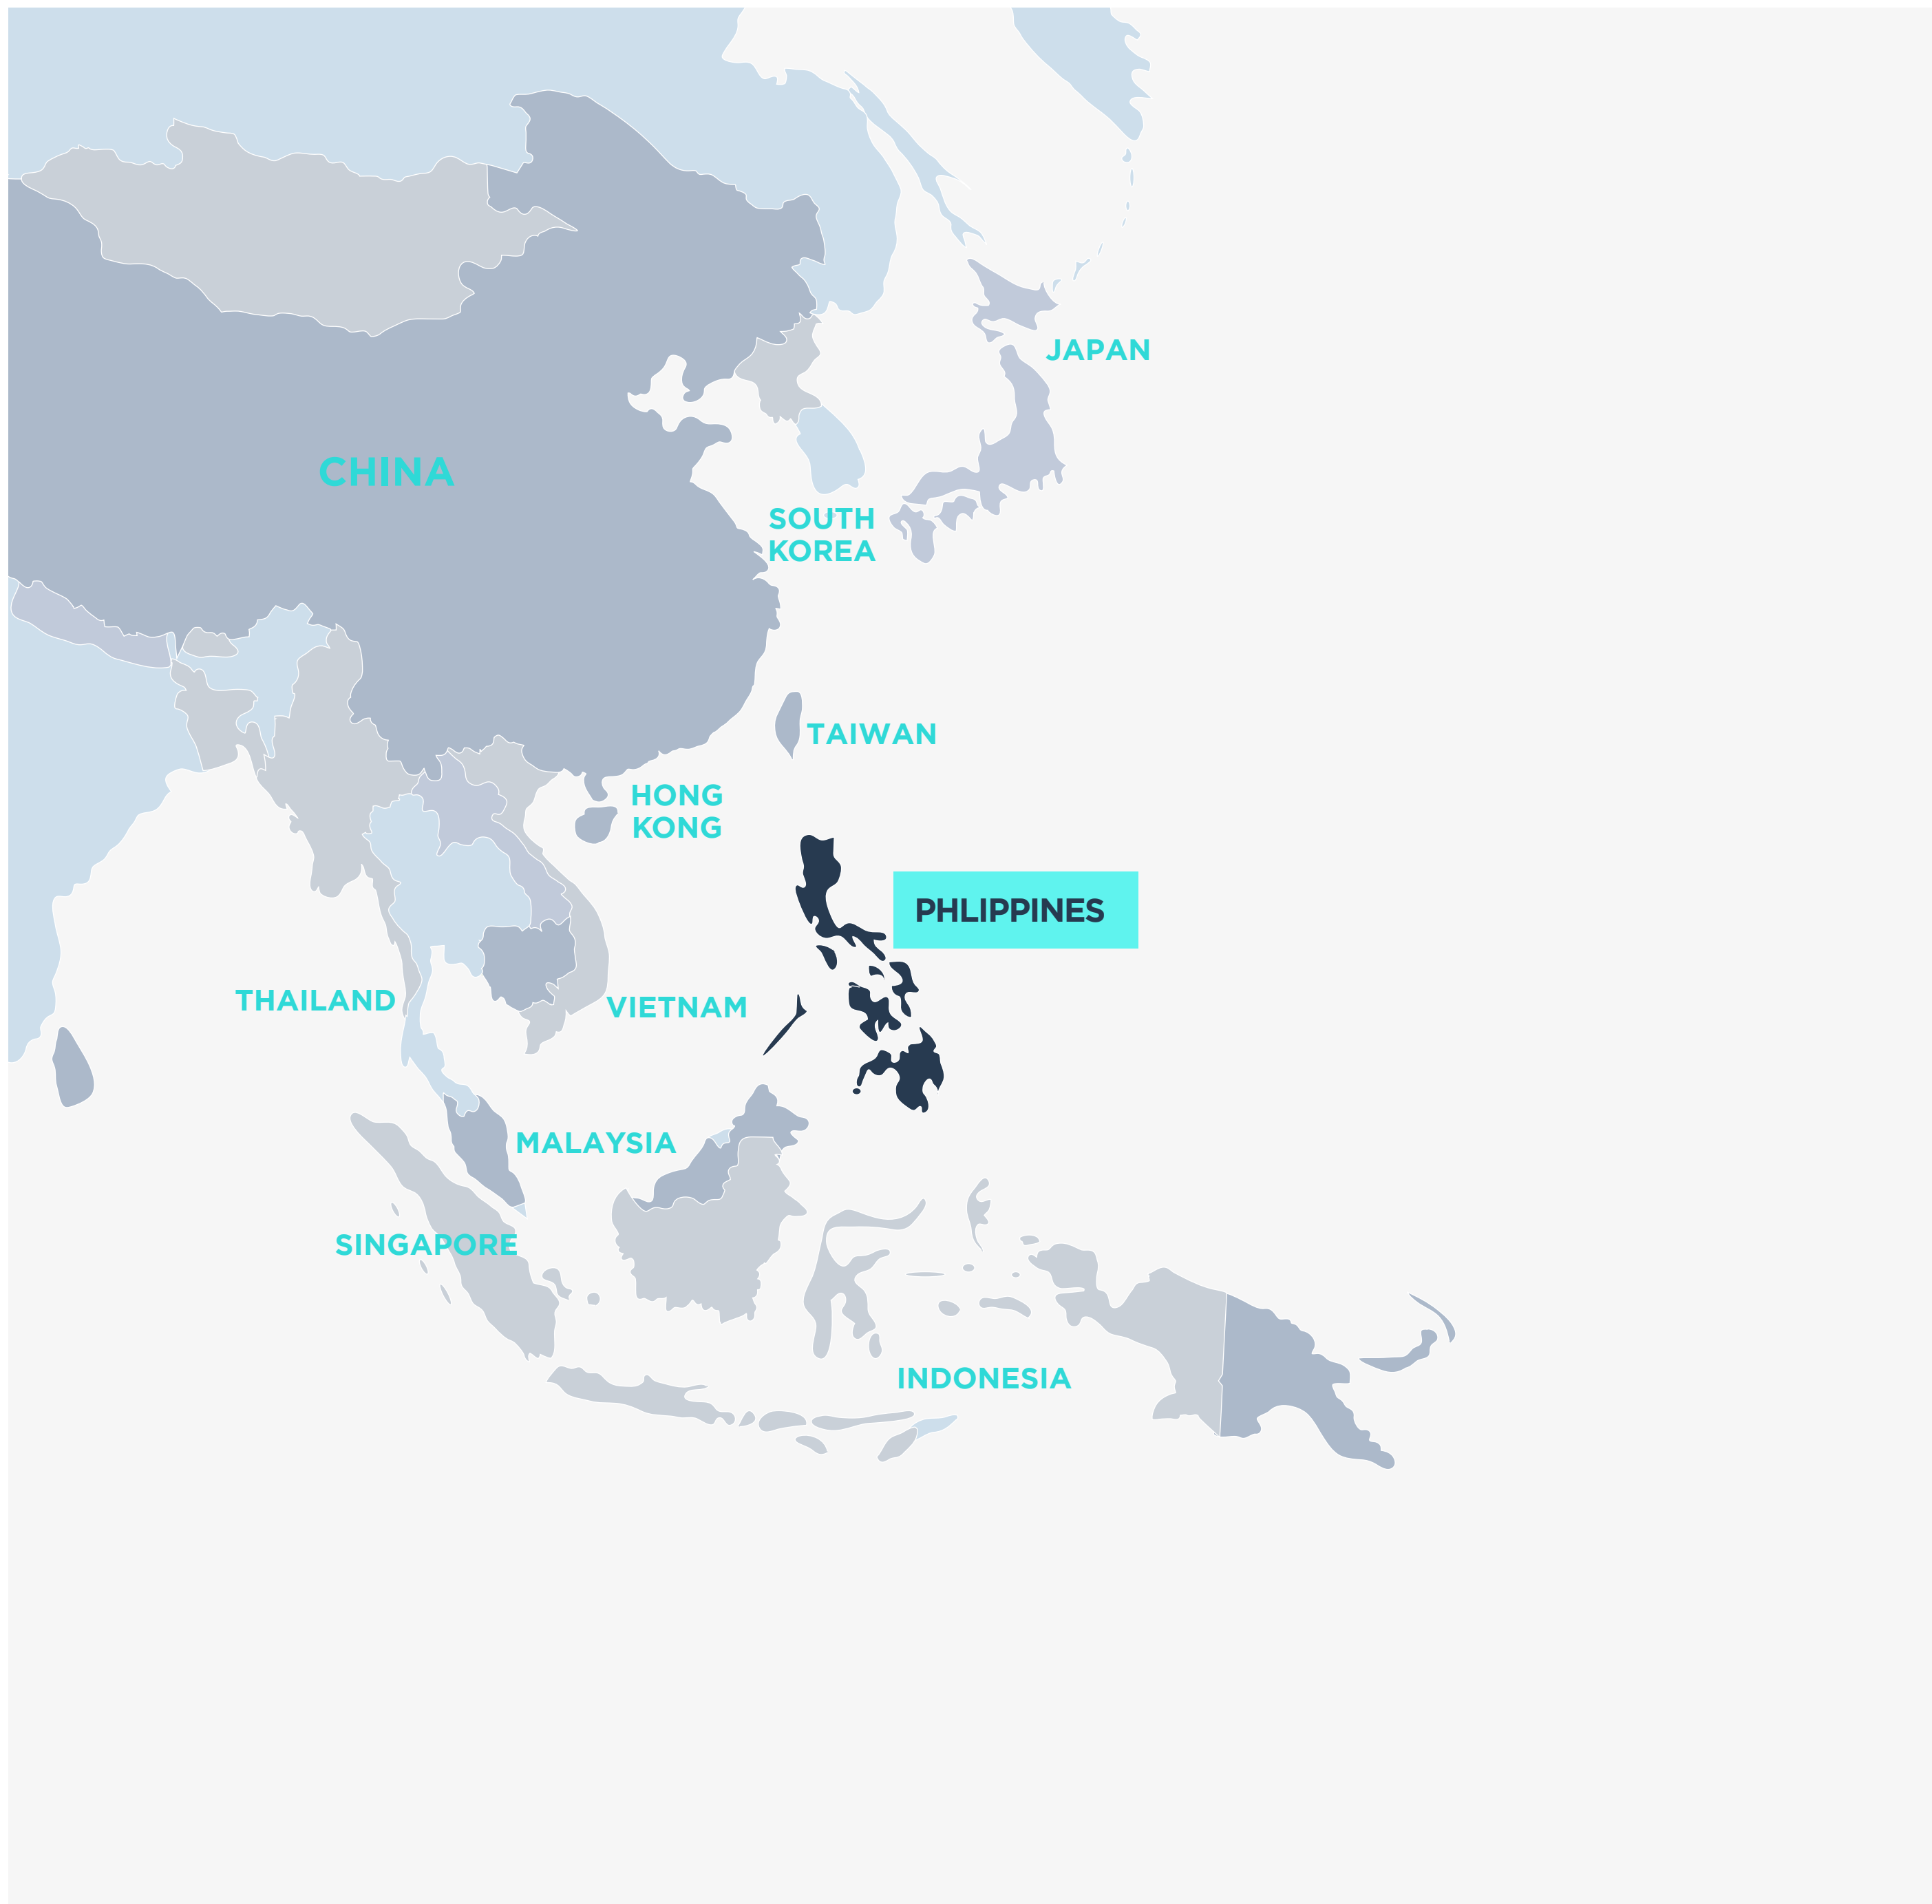 JAPAN
CHINA
SOUTH
KOREA
TAIWAN
HONG
KONG
PHLIPPINES
THAILAND
VIETNAM
MALAYSIA
SINGAPORE
INDONESIA